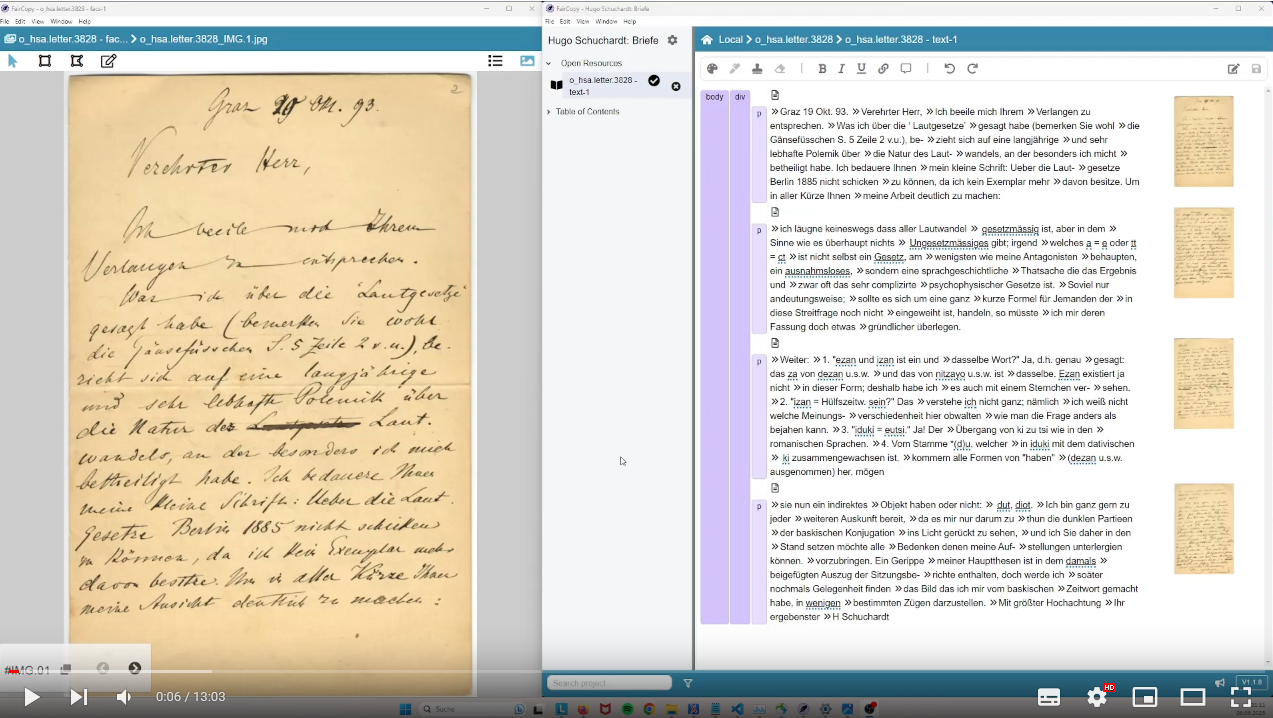 FairCopy - o_hsa.letter.3828 - facs-1
File Edit View Window Help
o_hsa.letter.3828 - fac... > o_hsa.letter.3828_IMG.1.jpg
2
Graz 19 Okt. 93.
Verehrter Herr,
Ich beeile mich Ihrem
Verlangen zu entsprechen.
Was ich über die 'Lautgesetze'
gesagt habe (bemerken Sie wohl
die Gänsefüsschen S. 5 Zeile 2 v.u.), be-
zieht sich auf eine langjährige
und sehr lebhafte Polemik über
die Natur des Laut-
wandels, an der besonders ich mich
betheiligt habe. Ich bedauere Ihnen
meine kleine Schrift: Ueber die Laut-
gesetze Berlin 1885 nicht schicken
zu können, da ich kein Exemplar mehr
davon besitze. Um in aller Kürze Ihnen
meine Ansicht deutlich zu machen:
#IMG.01
FairCopy - Hugo Schuchardt: Briefe
File Edit View Window Help
Hugo Schuchardt: Briefe
Open Resources
o_hsa.letter.3828 -
text-1
Table of Contents
Search project...
Local > o_hsa.letter.3828 > o_hsa.letter.3828 - text-1
B I U
body div
p
»Graz 19 Okt. 93. »Verehrter Herr, »Ich beeile mich Ihrem »Verlangen zu
entsprechen. »Was ich über die ' Lautgesetze' »gesagt habe (bemerken Sie wohl »die
Gänsefüsschen S. 5 Zeile 2 v.u.), be- »zieht sich auf eine langjährige »und sehr
lebhafte Polemik über »die Natur des Laut- »wandels, an der besonders ich micht »
betheiligt habe. Ich bedauere Ihnen »mein kleine Schrift: Ueber die Laut- »gesetze
Berlin 1885 nicht schicken »zu können, da ich kein Exemplar mehr »davon besitze. Um
in aller Kürze Ihnen »meine Arbeit deutlich zu machen:
p
»ich läugne keineswegs dass aller Lautwandel » gesetzmässig ist, aber in dem »
Sinne wie es überhaupt nichts » Ungesetzmässiges gibt; irgend »welches a = e oder tt
= ct »ist nicht selbst ein Gesetz, am »wenigsten wie meine Antagonisten »behaupten,
ein ausnahmsloses, »sondern eine sprachgeschichtliche »Thatsache die das Ergebnis
und »zwar oft das sehr complizirte »psychophysischer Gesetze ist. »Soviel nur
andeutungsweise; »sollte es sich um eine ganz »kurze Formel für Jemanden der »in
diese Streitfrage noch nicht »eingeweiht ist, handeln, so müsste »ich mir deren
Fassung doch etwas »gründlicher überlegen.
p
»Weiter: »1. "ezan und izan ist ein und »dasselbe Wort?" Ja, d.h. genau »gesagt:
das za von dezan u.s.w. »und das von nitzayo u.s.w. ist »dasselbe. Ezan existiert ja
nicht »in dieser Form; deshalb habe ich »es auch mit einem Sternchen ver- »sehen.
»2. "izan = Hülfszeitw. sein?" Das »verstehe ich nicht ganz; nämlich »ich weiß nicht
welche Meinungs- »verschiedenheit hier obwalten »wie man die Frage anders als
bejahen kann. »3. "iduki = eutsi." Ja! Der »Übergang von ki zu tsi wie in den »
romanischen Sprachen. »4. Vom Stamme *(d)u, welcher »in iduki mit dem dativischen
» ki zusammengewachsen ist, »kommem alle Formen von "haben" »(dezan u.s.w.
ausgenommen) her, mögen
p
»sie nun ein indirektes »Objekt haben oder nicht: » dut, diot. »Ich bin ganz gern zu
jeder »weiteren Auskunft bereit, »da es mir nur darum zu »thun die dunklen Partieen
»der baskischen Konjugation »ins Licht gerückt zu sehen, »und ich Sie daher in den
»Stand setzen möchte alle »Bedenken denen meine Auf- »stellungen unterlergien
können. »vorzubringen. Ein Gerippe »meiner Hauptthesen ist in dem damals »
beigefügten Auszug der Sitzungsbe- »richte enthalten, doch werde ich »später
nochmals Gelegenheit finden »das Bild das ich mir vom baskischen »Zeitwort gemacht
habe, in wenigen »bestimmten Zügen darzustellen. »Mit größter Hochachtung »Ihr
ergebenster »H Schuchardt
V1.1.8
0:06 / 13:03
HD
Suche